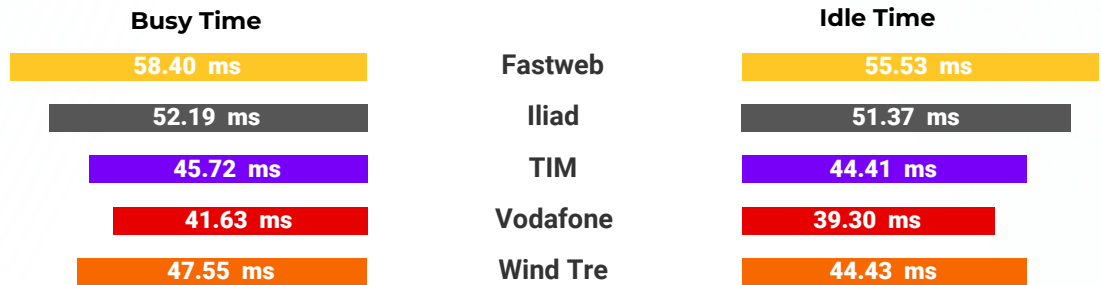 Busy Time Idle Time
58.40 ms Fastweb 55.53 ms
52.19 ms Iliad 51.37 ms
45.72 ms TIM 44.41 ms
41.63 ms Vodafone 39.30 ms
47.55 ms Wind Tre 44.43 ms